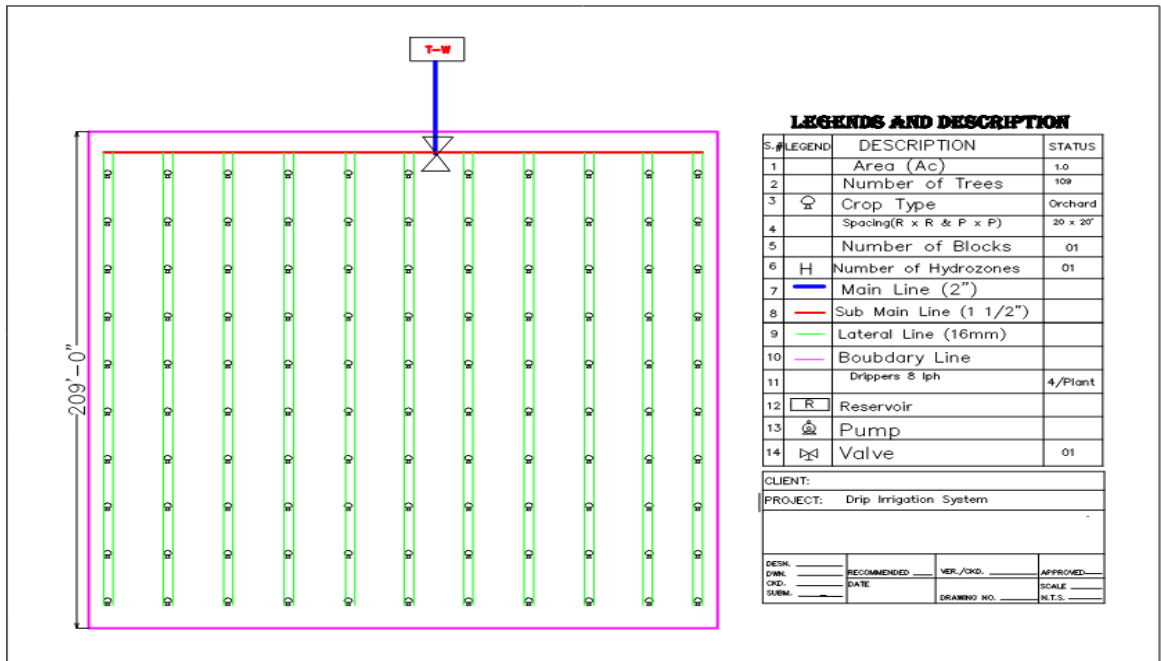 T-W
209'-0"
LEGENDS AND DESCRIPTION
S.# LEGEND DESCRIPTION STATUS
1 Area (Ac) 1.0
2 Number of Trees 109
3 Crop Type Orchard
4 Spacing(R x R & P x P) 20 x 20'
5 Number of Blocks 01
6 H Number of Hydrozones 01
7 Main Line (2")
8 Sub Main Line (1 1/2")
9 Lateral Line (16mm)
10 Boubdary Line
11 Drippers 8 lph 4/Plant
12 R Reservoir
13 Pump
14 Valve 01
CLIENT:
PROJECT: Drip Irrigation System
DESN.
DWN. RECOMMENDED VER./CKD. APPROVED
CKD. DATE SCALE
SUBM. DRAWING NO. N.T.S.